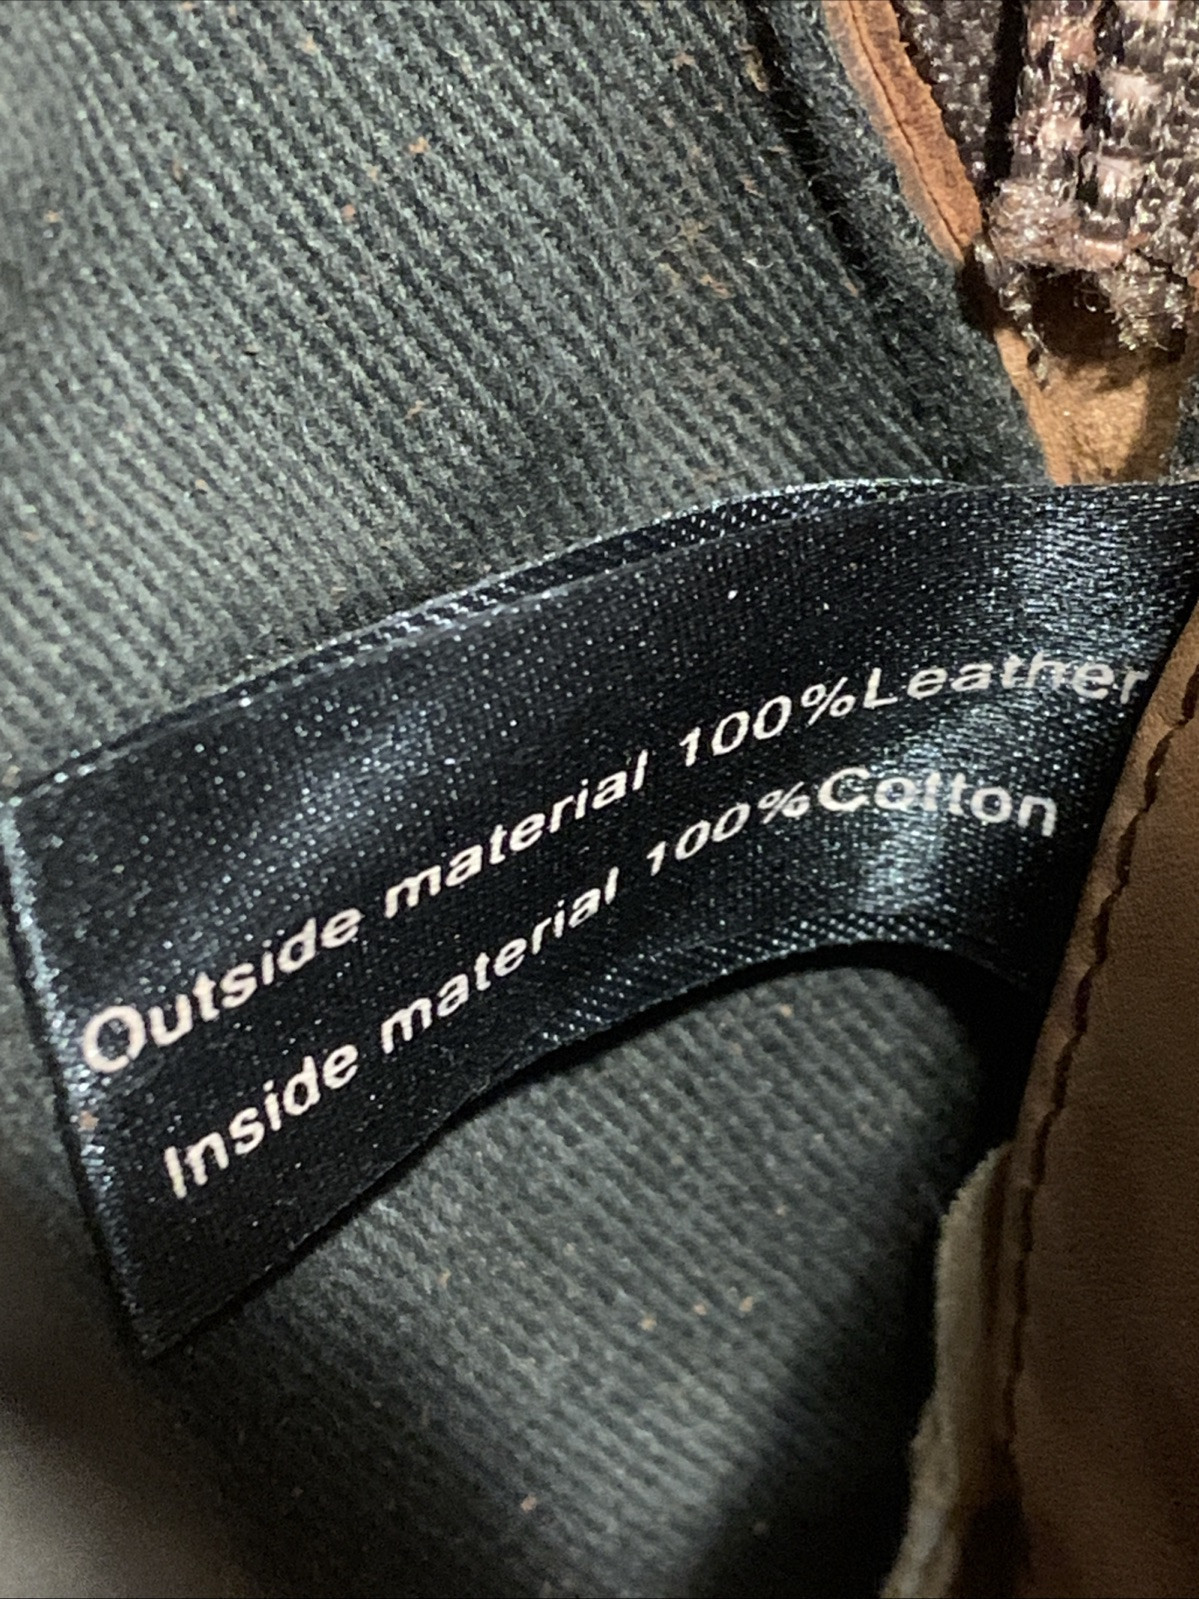 Outside material 100%Leather
Inside material 100%Cotton